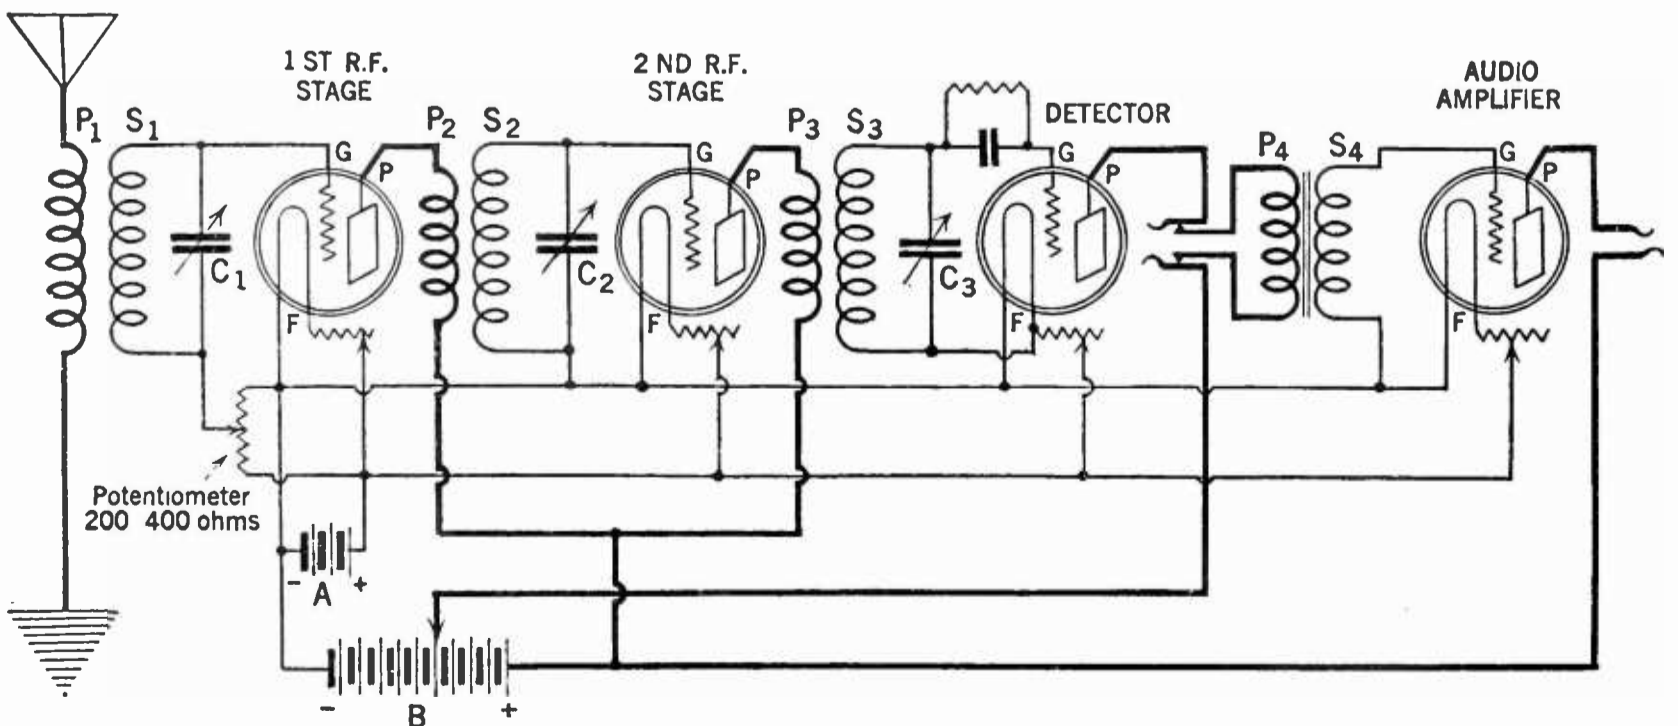 1 ST R.F.
STAGE
2 ND R.F.
STAGE
DETECTOR
AUDIO
AMPLIFIER
P1 S1
P2 S2
P3 S3
P4 S4
G
P
G
P
G
P
G
P
C1
C2
C3
F
F
F
F
Potentiometer
200 400 ohms
- A +
- B +